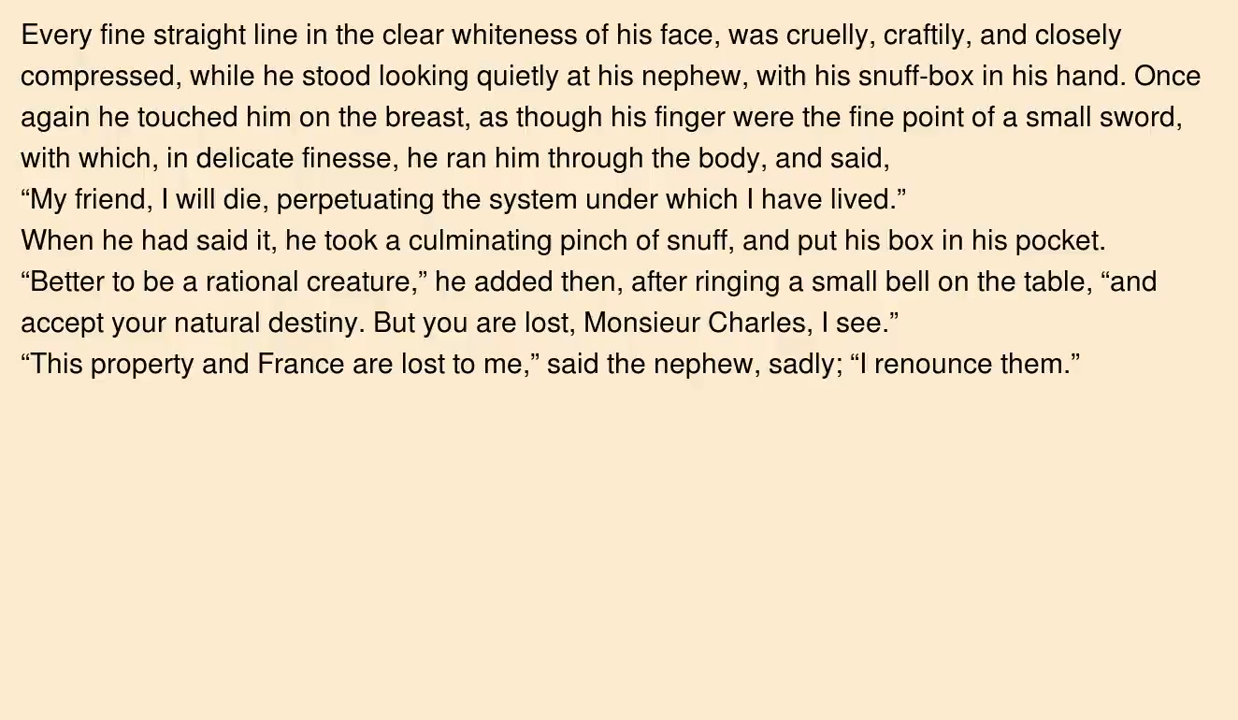 Every fine straight line in the clear whiteness of his face, was cruelly, craftily, and closely
compressed, while he stood looking quietly at his nephew, with his snuff-box in his hand. Once
again he touched him on the breast, as though his finger were the fine point of a small sword,
with which, in delicate finesse, he ran him through the body, and said,
“My friend, I will die, perpetuating the system under which I have lived.”
When he had said it, he took a culminating pinch of snuff, and put his box in his pocket.
“Better to be a rational creature,” he added then, after ringing a small bell on the table, “and
accept your natural destiny. But you are lost, Monsieur Charles, I see.”
“This property and France are lost to me,” said the nephew, sadly; “I renounce them.”